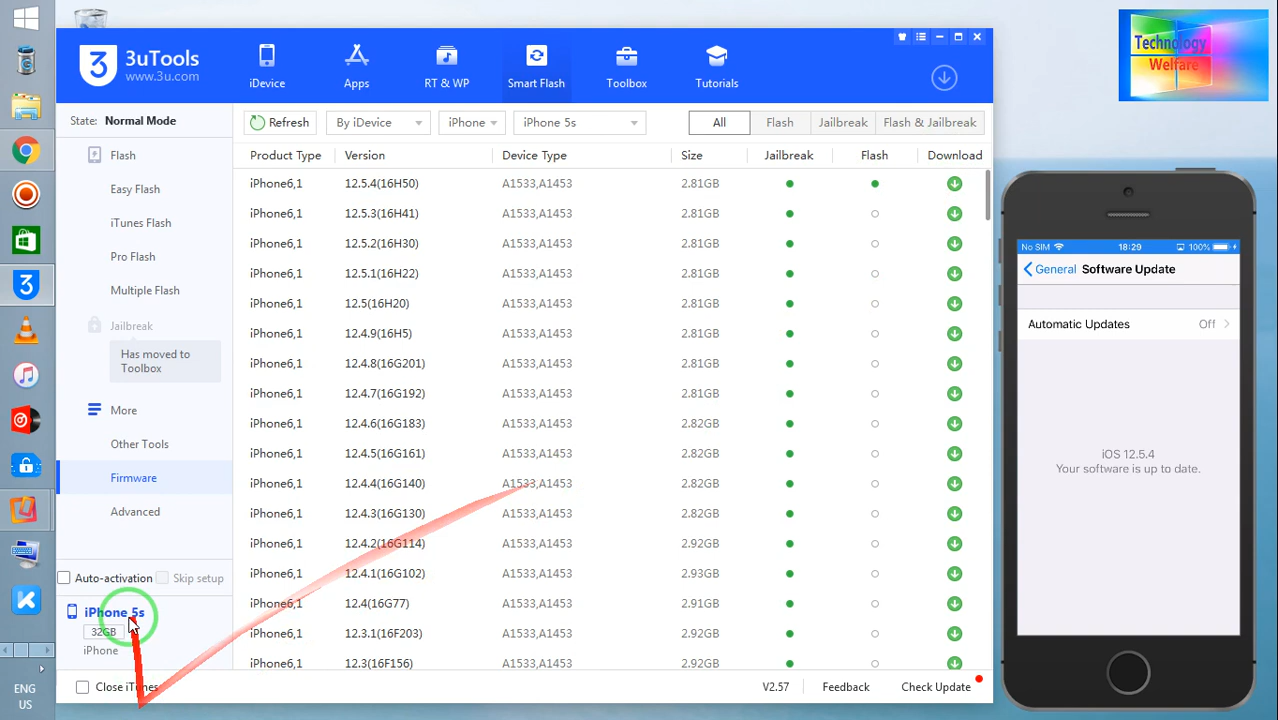 3uTools
www.3u.com
iDevice
Apps
RT & WP
Smart Flash
Toolbox
Tutorials
Technology
Welfare
State: Normal Mode
Refresh
By iDevice
iPhone
iPhone 5s
All
Flash
Jailbreak
Flash & Jailbreak
Flash
Easy Flash
iTunes Flash
Pro Flash
Multiple Flash
Jailbreak
Has moved to
Toolbox
More
Other Tools
Firmware
Advanced
Auto-activation
Skip setup
iPhone 5s
32GB
iPhone
Product Type Version Device Type Size Jailbreak Flash Download
iPhone6,1 12.5.4(16H50) A1533,A1453 2.81GB
iPhone6,1 12.5.3(16H41) A1533,A1453 2.81GB
iPhone6,1 12.5.2(16H30) A1533,A1453 2.81GB
iPhone6,1 12.5.1(16H22) A1533,A1453 2.81GB
iPhone6,1 12.5(16H20) A1533,A1453 2.81GB
iPhone6,1 12.4.9(16H5) A1533,A1453 2.81GB
iPhone6,1 12.4.8(16G201) A1533,A1453 2.81GB
iPhone6,1 12.4.7(16G192) A1533,A1453 2.81GB
iPhone6,1 12.4.6(16G183) A1533,A1453 2.82GB
iPhone6,1 12.4.5(16G161) A1533,A1453 2.82GB
iPhone6,1 12.4.4(16G140) A1533,A1453 2.82GB
iPhone6,1 12.4.3(16G130) A1533,A1453 2.82GB
iPhone6,1 12.4.2(16G114) A1533,A1453 2.92GB
iPhone6,1 12.4.1(16G102) A1533,A1453 2.93GB
iPhone6,1 12.4(16G77) A1533,A1453 2.91GB
iPhone6,1 12.3.1(16F203) A1533,A1453 2.82GB
iPhone6,1 12.3(16F156) A1533,A1453 2.82GB
Close iTunes
V2.57
Feedback
Check Update
No SIM 18:29 100%
General Software Update
Automatic Updates Off
iOS 12.5.4
Your software is up to date.
ENG
US